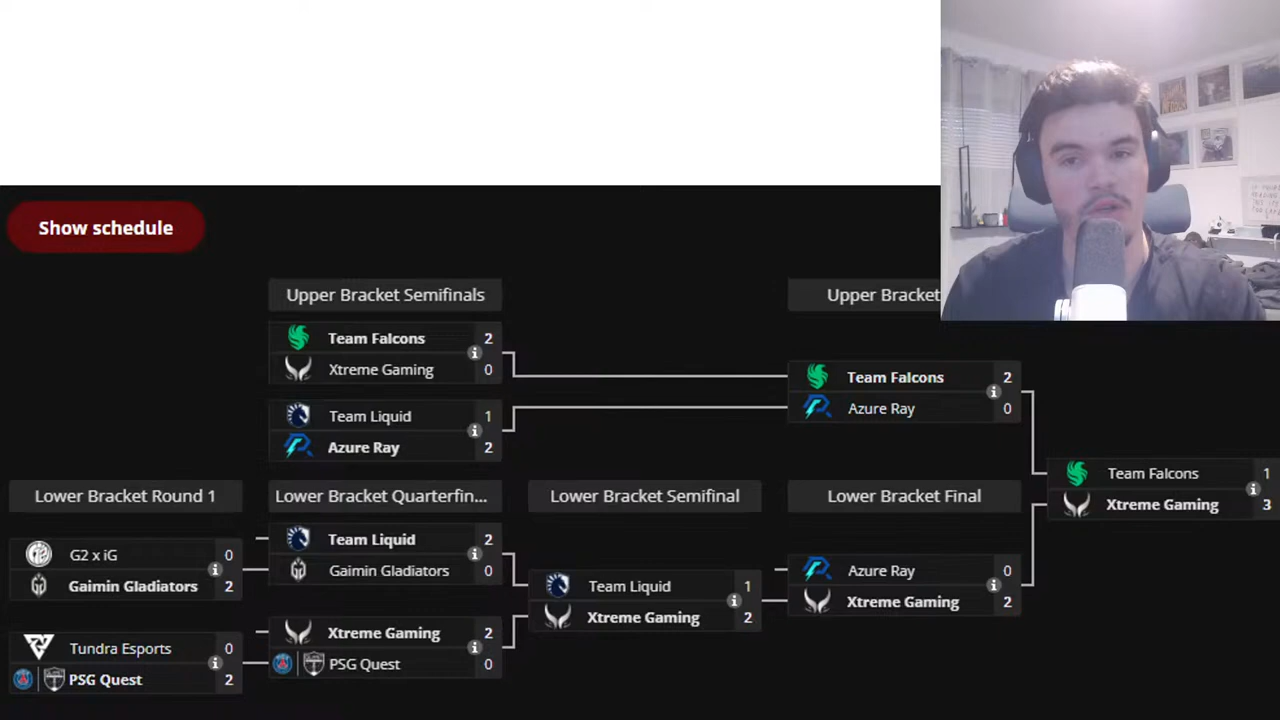 Show schedule
Upper Bracket Semifinals
Upper Bracket
Team Falcons 2
Xtreme Gaming 0
Team Liquid 1
Azure Ray 2
Team Falcons 2
Azure Ray 0
Team Falcons 1
Xtreme Gaming 3
Lower Bracket Round 1
Lower Bracket Quarterfin...
Lower Bracket Semifinal
Lower Bracket Final
G2 x iG 0
Gaimin Gladiators 2
Tundra Esports 0
PSG Quest 2
Team Liquid 2
Gaimin Gladiators 0
Xtreme Gaming 2
PSG Quest 0
Team Liquid 1
Xtreme Gaming 2
Azure Ray 0
Xtreme Gaming 2